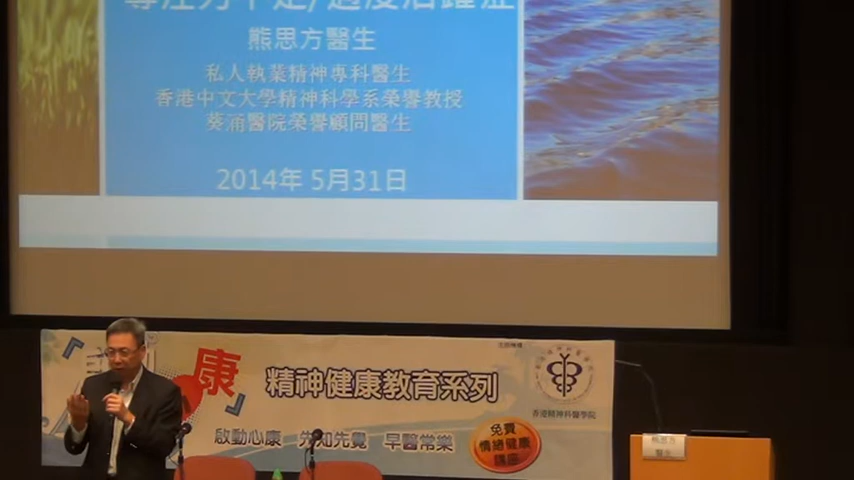 專注力不足/過度活躍症
熊思方醫生
私人執業精神專科醫生
香港中文大學精神科學系榮譽教授
葵涌醫院榮譽顧問醫生
2014年 5月31日
康』
精神健康教育系列
啟動心康 先知先覺 早醫常樂
免費
情緒健康
講座
香港精神科醫學院
熊思方
醫生